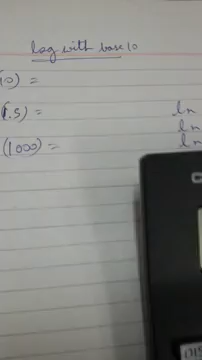 log with base 10
10) =
(1.5) =
ln
ln
(1000) =
ln